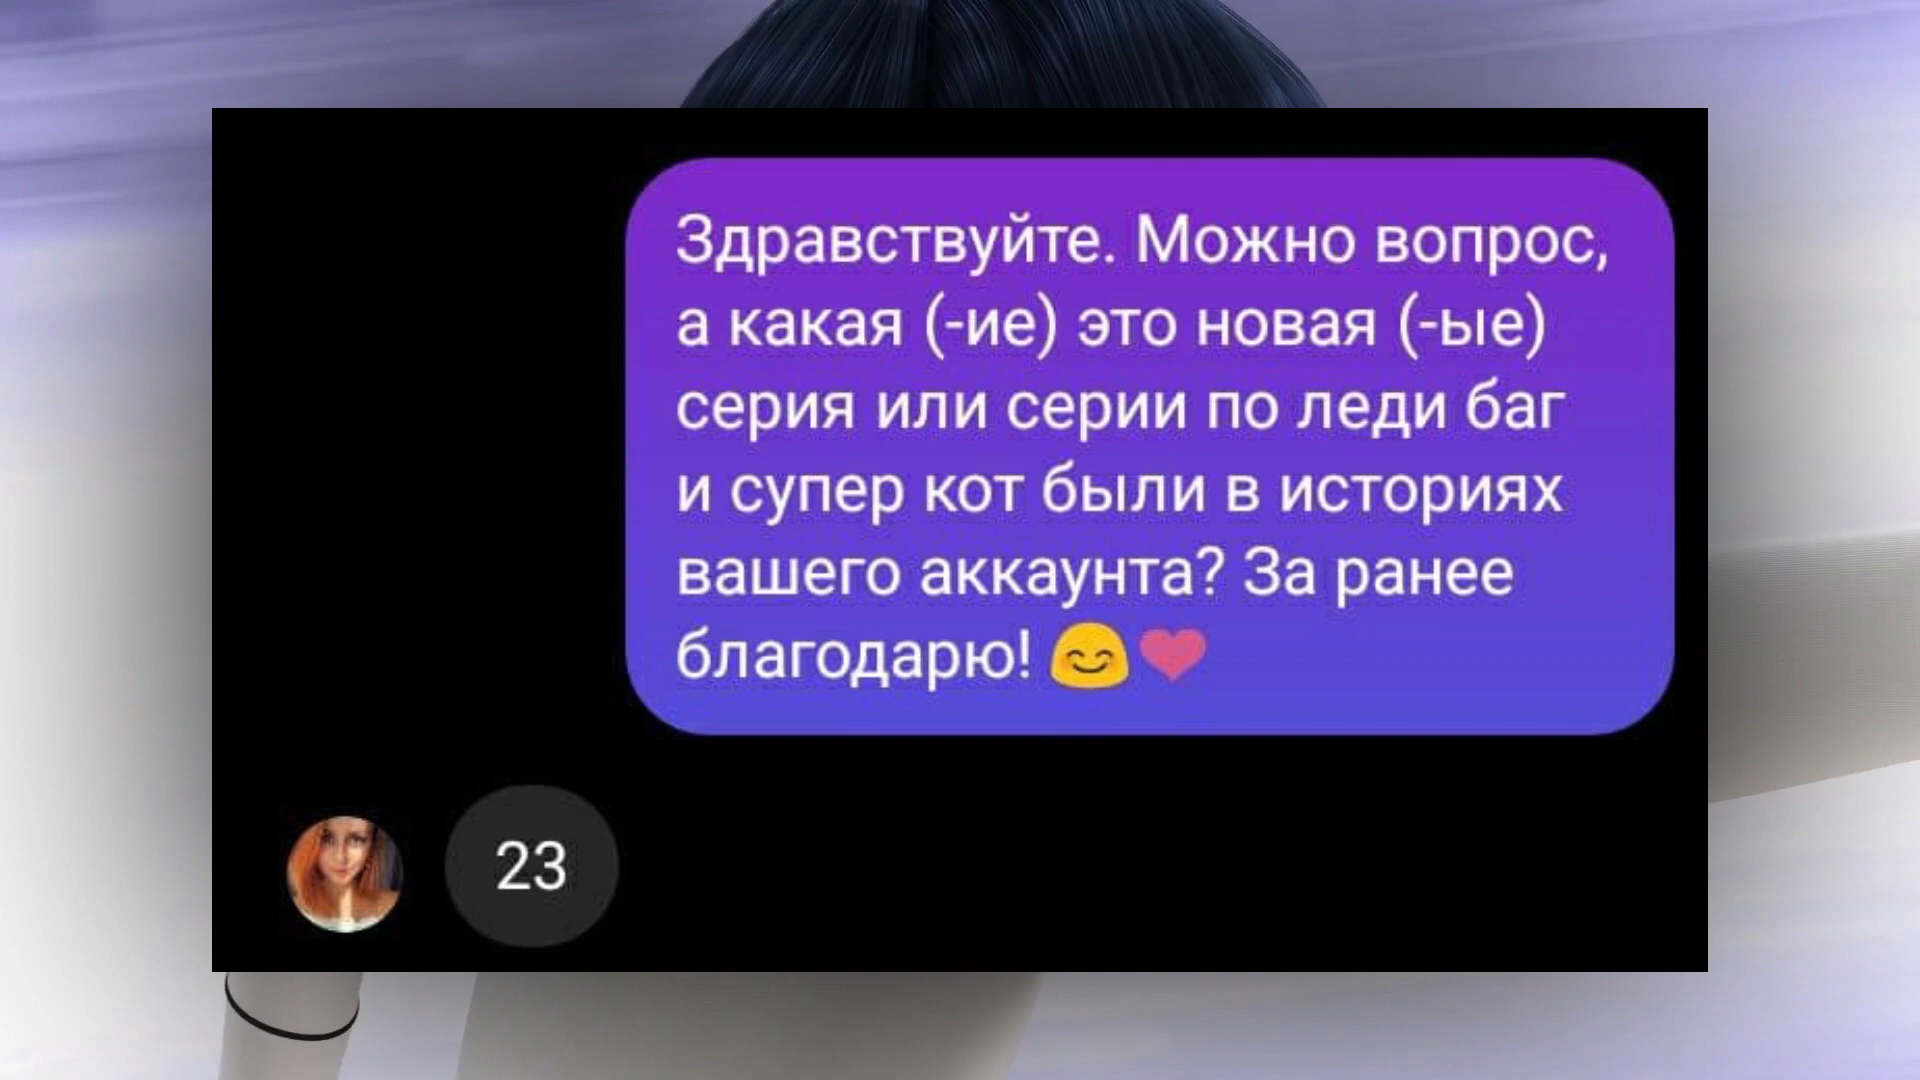 Здравствуйте. Можно вопрос,
а какая (-ие) это новая (-ые)
серия или серии по леди баг
и супер кот были в историях
вашего аккаунта? За ранее
благодарю! 😊❤
23